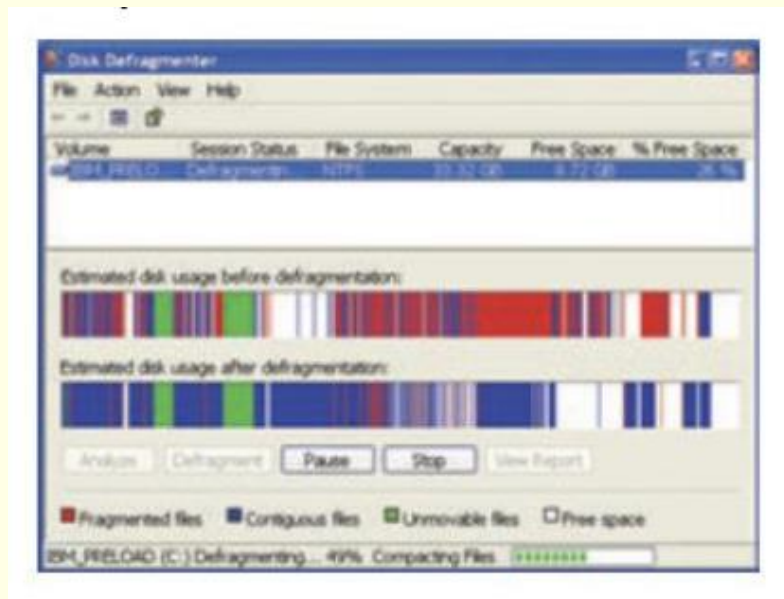 Disk Defragmenter
File Action View Help
Volume Session Status File System Capacity Free Space % Free Space
Defragmentin... NTFS 26 %
Estimated disk usage before defragmentation:
Estimated disk usage after defragmentation:
Analyze Defragment Pause Stop View Report
Fragmented files Contiguous files Unmovable files Free space
IBM_PRELOAD (C:) Defragmenting... 49% Compacting Files